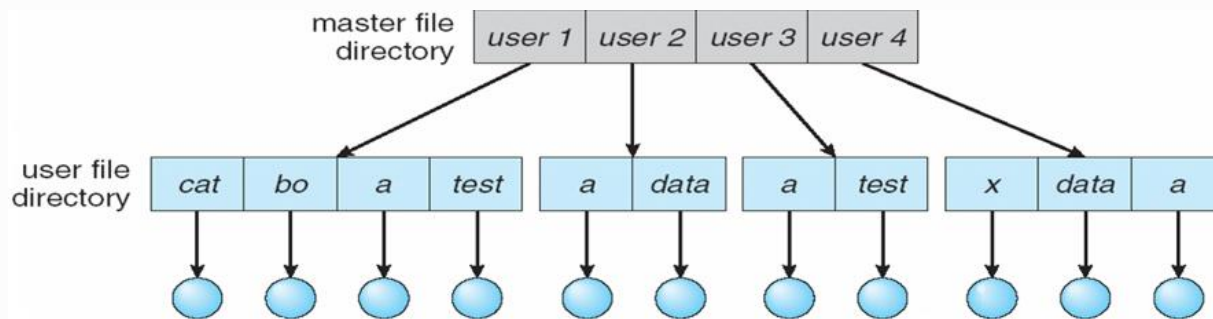 master file
directory
user 1 user 2 user 3 user 4
user file
directory
cat bo a test a data a test x data a